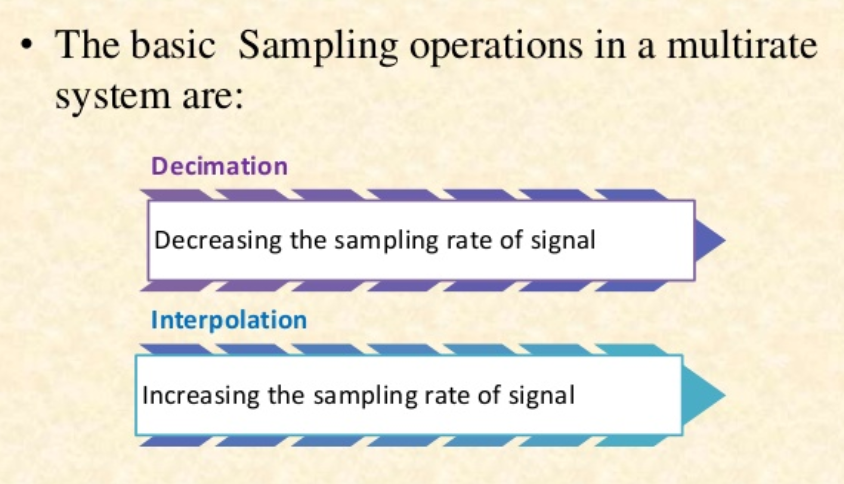 • The basic  Sampling operations in a multirate
system are:
Decimation
Decreasing the sampling rate of signal
Interpolation
Increasing the sampling rate of signal